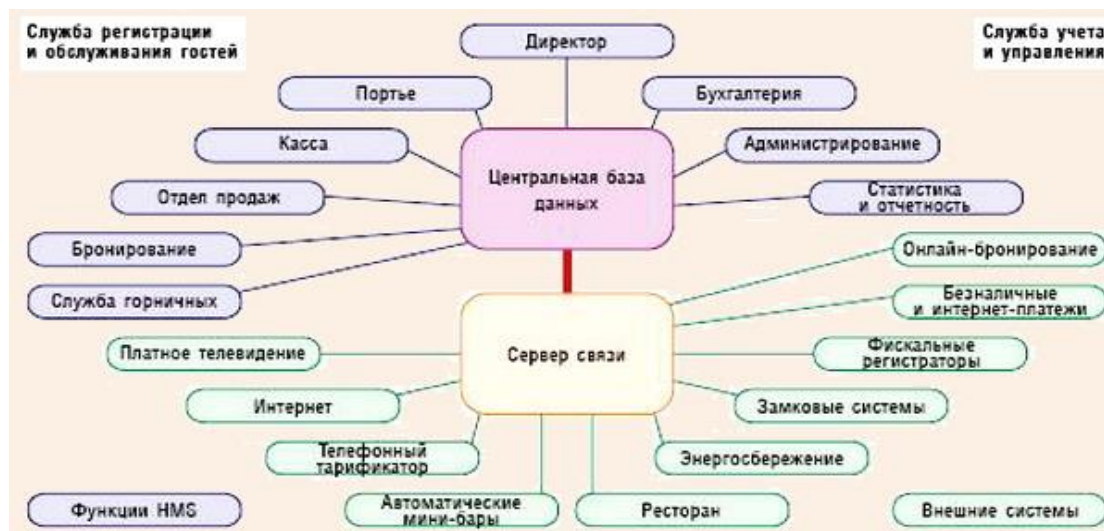 Служба регистрации
и обслуживания гостей
Служба учета
и управления
Директор
Портье
Бухгалтерия
Касса
Администрирование
Центральная база
данных
Отдел продаж
Статистика
и отчетность
Бронирование
Онлайн-бронирование
Служба горничных
Безналичные
и интернет-платежи
Платное телевидение
Сервер связи
Фискальные
регистраторы
Интернет
Замковые системы
Телефонный
тарификатор
Энергосбережение
Автоматические
мини-бары
Ресторан
Функции HMS
Внешние системы